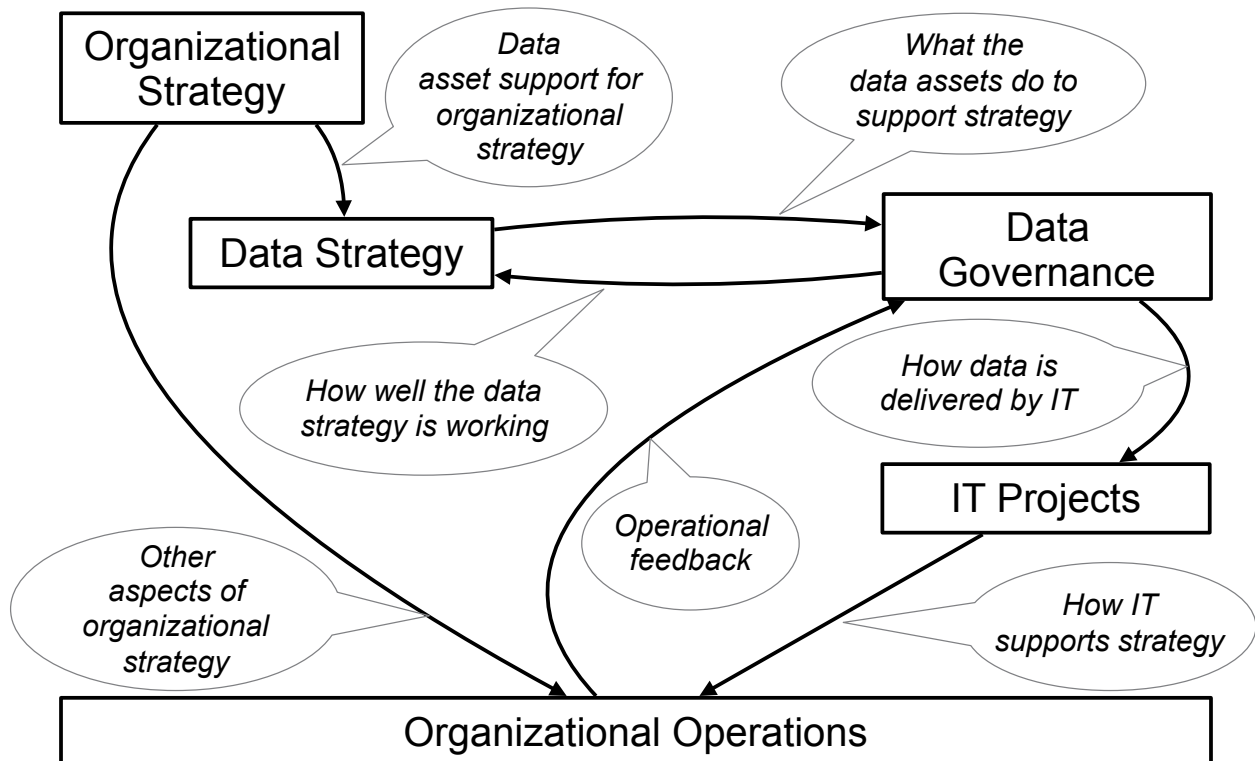 Organizational
Strategy
Data
asset support for
organizational
strategy
What the
data assets do to
support strategy
Data Strategy
Data
Governance
How well the data
strategy is working
How data is
delivered by IT
IT Projects
Operational
feedback
Other
aspects of
organizational
strategy
How IT
supports strategy
Organizational Operations